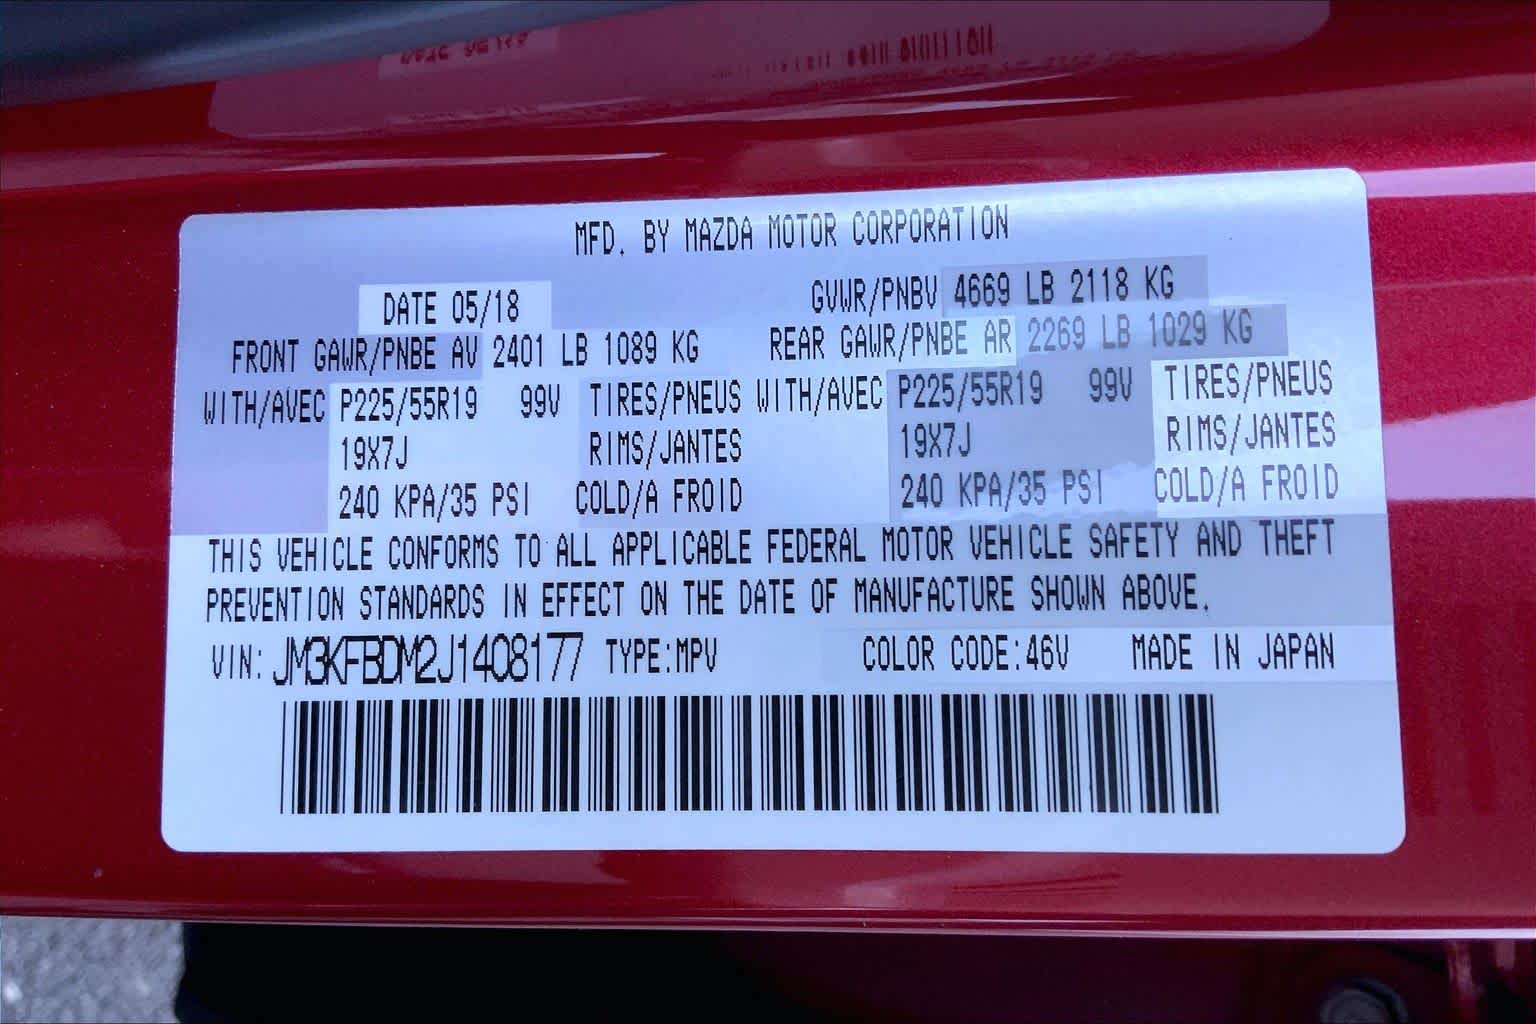 MFD. BY MAZDA MOTOR CORPORATION
DATE 05/18 GVWR/PNBV 4669 LB 2118 KG
FRONT GAWR/PNBE AV 2401 LB 1089 KG REAR GAWR/PNBE AR 2269 LB 1029 KG
WITH/AVEC P225/55R19 99V TIRES/PNEUS WITH/AVEC P225/55R19 99V TIRES/PNEUS
19X7J RIMS/JANTES 19X7J RIMS/JANTES
240 KPA/35 PSI COLD/A FROID 240 KPA/35 PSI COLD/A FROID
THIS VEHICLE CONFORMS TO ALL APPLICABLE FEDERAL MOTOR VEHICLE SAFETY AND THEFT
PREVENTION STANDARDS IN EFFECT ON THE DATE OF MANUFACTURE SHOWN ABOVE.
VIN: JM3KFBDM2J1408177 TYPE:MPV COLOR CODE:46V MADE IN JAPAN